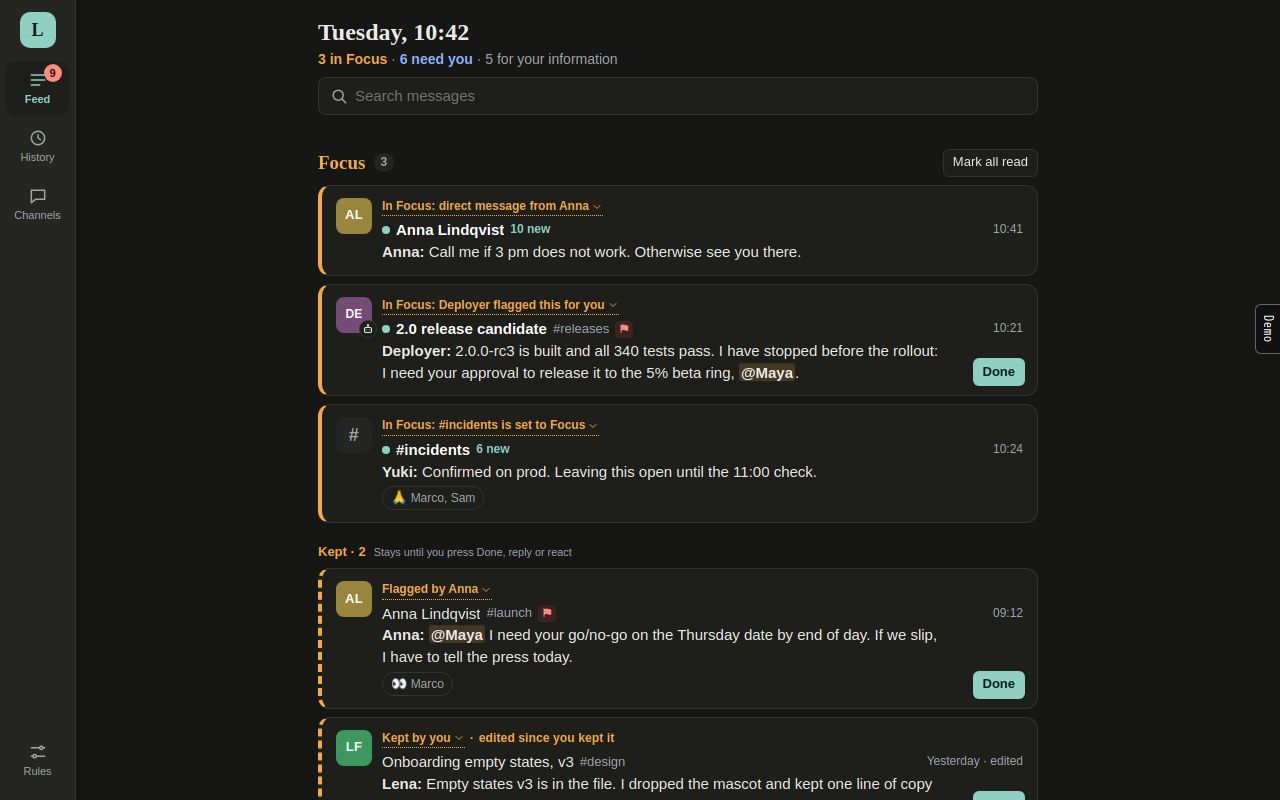 L
9
Feed
History
Channels
Rules
Tuesday, 10:42
3 in Focus · 6 need you · 5 for your information
Search messages
Focus 3
Mark all read
AL
In Focus: direct message from Anna
Anna Lindqvist 10 new 10:41
Anna: Call me if 3 pm does not work. Otherwise see you there.
DE
In Focus: Deployer flagged this for you
2.0 release candidate #releases 10:21
Deployer: 2.0.0-rc3 is built and all 340 tests pass. I have stopped before the rollout:
I need your approval to release it to the 5% beta ring, @Maya.
Done
#
In Focus: #incidents is set to Focus
#incidents 6 new 10:24
Yuki: Confirmed on prod. Leaving this open until the 11:00 check.
🙏 Marco, Sam
Kept · 2 Stays until you press Done, reply or react
AL
Flagged by Anna
Anna Lindqvist #launch 09:12
Anna: @Maya I need your go/no-go on the Thursday date by end of day. If we slip,
I have to tell the press today.
👀 Marco
Done
LF
Kept by you · edited since you kept it
Onboarding empty states, v3 #design Yesterday · edited
Lena: Empty states v3 is in the file. I dropped the mascot and kept one line of copy
Demo